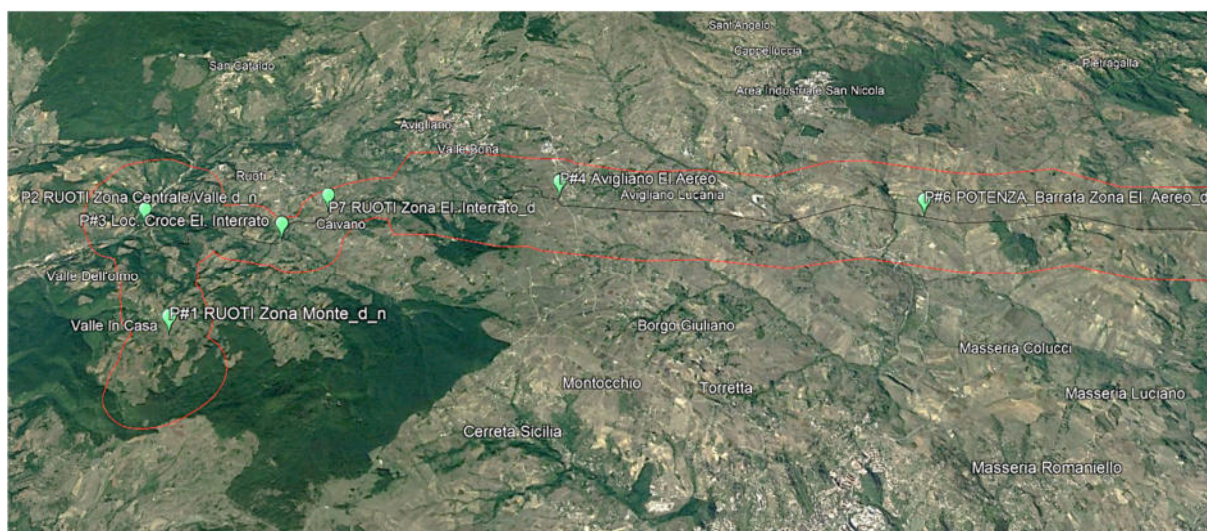 Sant'Angelo
Cappelluccia
Pietragalla
San Cataldo
Area Industriale San Nicola
Avigliano
Valle Bona
Ruoti
P#4 Avigliano El.Aereo
P2 RUOTI Zona Centrale/Valle d_n
P7 RUOTI Zona El..Interrato_d
Avigliano Lucania
P#6 POTENZA_Barrata Zona El. Aereo_d
P#3 Loc. Croce El. Interrato
Caivano
Valle Dell'olmo
P#1 RUOTI Zona Monte_d_n
Valle In Casa
Borgo Giuliano
Masseria Colucci
Montocchio
Torretta
Masseria Luciano
Cerreta Sicilia
Masseria Romaniello